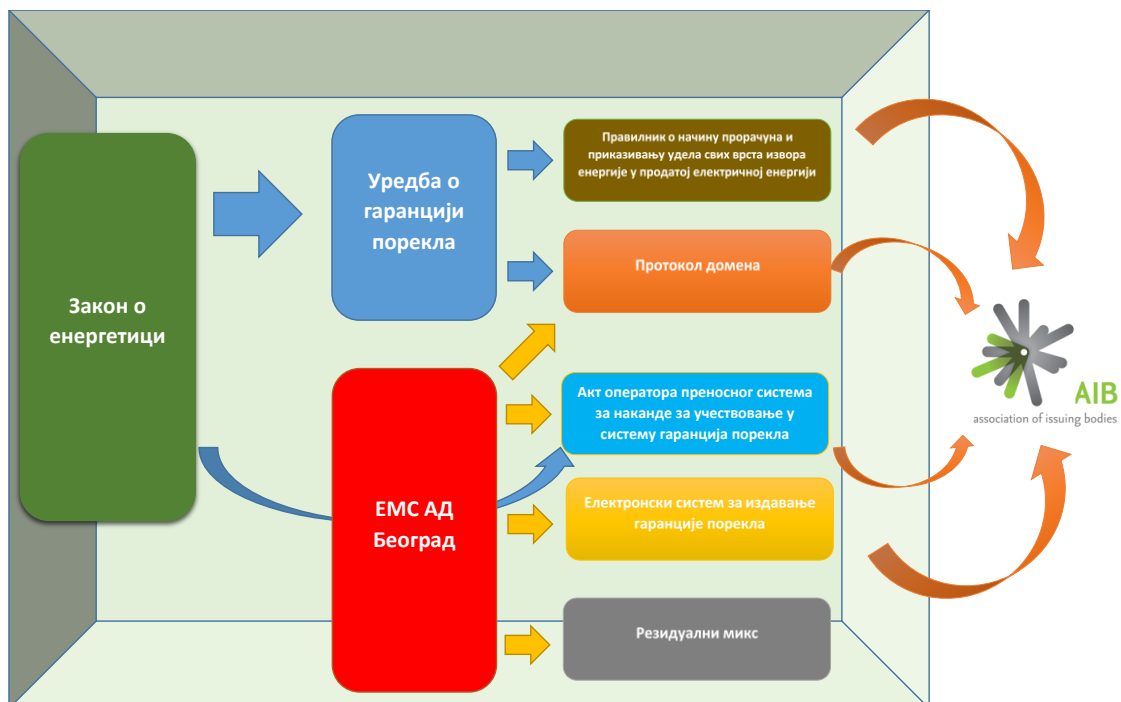 Закон о
енергетици
Уредба о
гаранцији
порекла
ЕМС АД
Београд
Правилник о начину прорачуна и
приказивању удела свих врста извора
енергије у продатој електричној енергији
Протокол домена
Акт оператора преносног система
за наканде за учествовање у
систему гаранција порекла
Електронски систем за издавање
гаранције порекла
Резидуални микс
AIB
association of issuing bodies